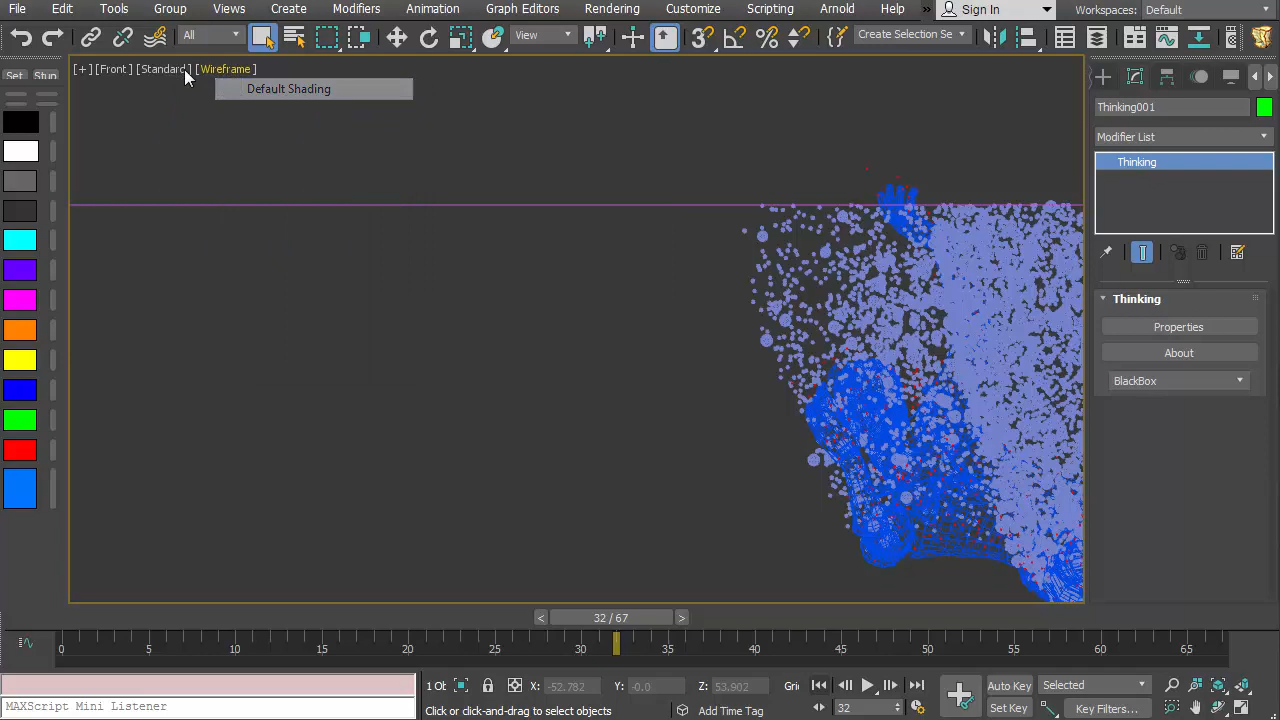 File Edit Tools Group Views Create Modifiers Animation Graph Editors Rendering Customize Scripting Arnold Help » Sign In Workspaces: Default
All View Create Selection Se
[+] [Front ] [Standard ] [Wireframe ]
Default Shading
Set Stup
Thinking001
Modifier List
Thinking
Thinking
Properties
About
BlackBox
< 32 / 67 >
0 5 10 15 20 25 30 35 40 45 50 55 60 65
1 Ob X: -52.782 Y: -0.0 Z: 53.902 Gri Auto Key Selected
MAXScript Mini Listener Click or click-and-drag to select objects Add Time Tag Set Key Key Filters... 32